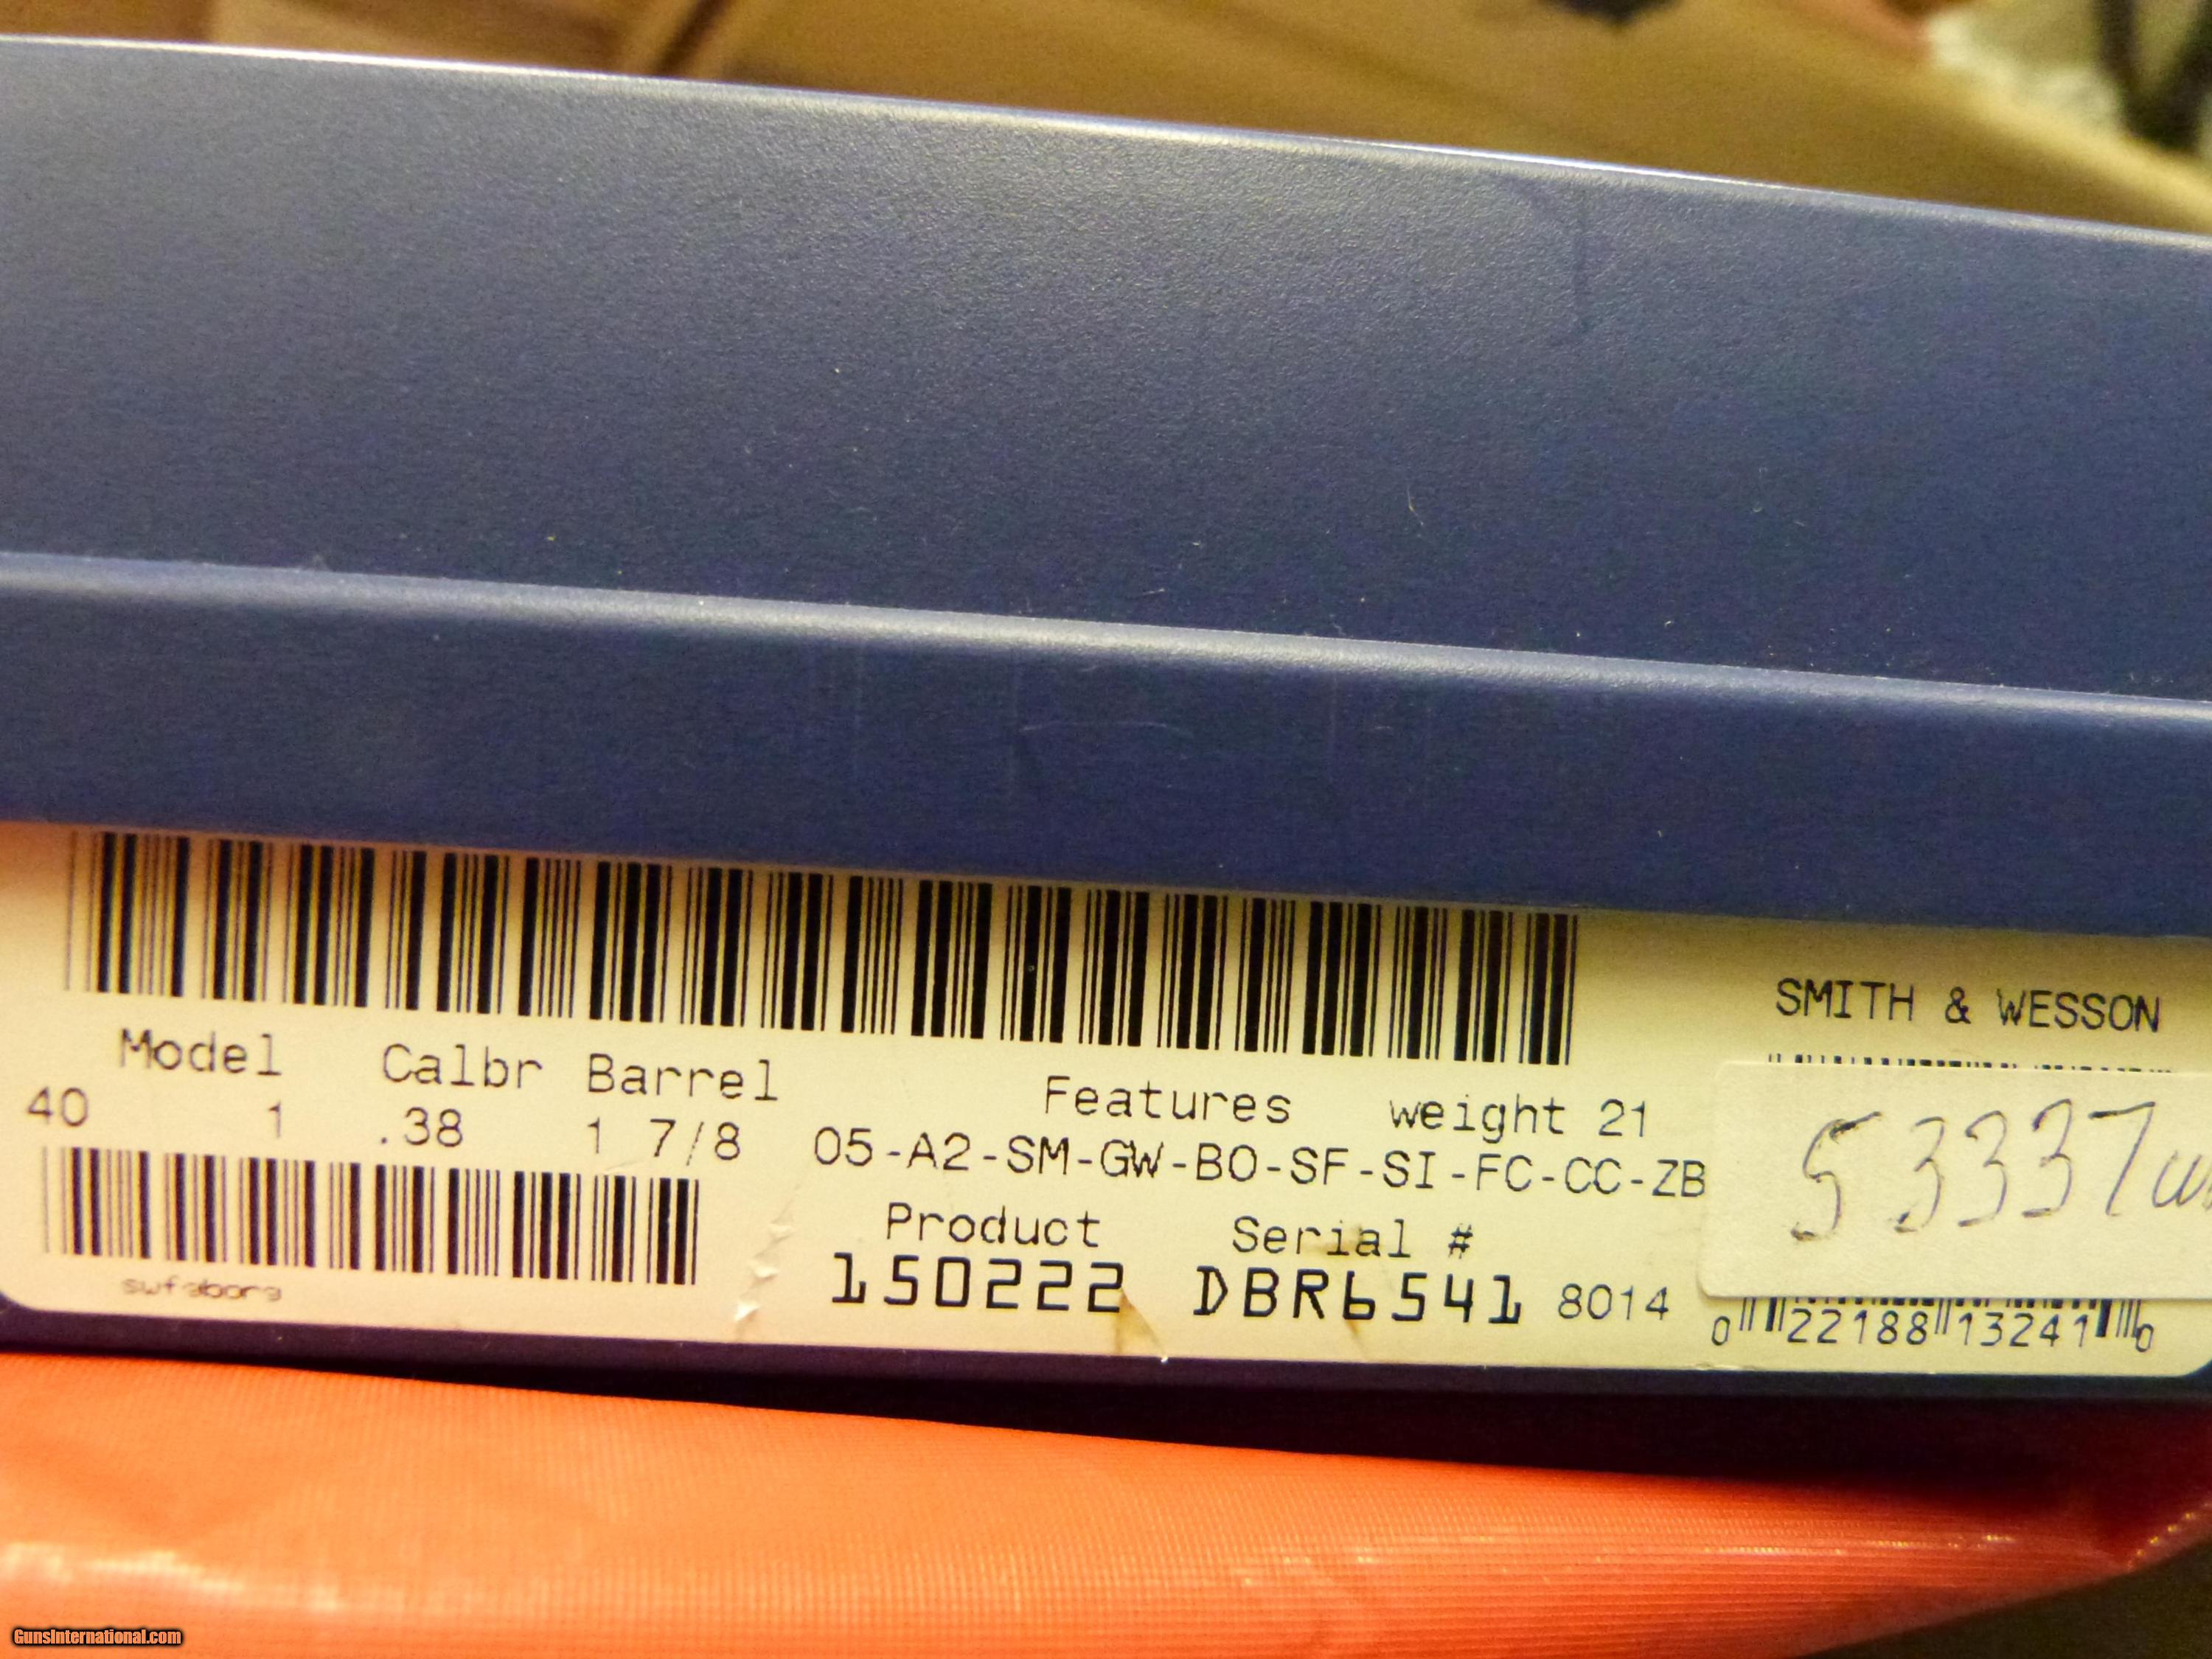 SMITH & WESSON
Model Calbr Barrel
Features weight 21
40 1 .38 1 7/8
05-A2-SM-GW-BO-SF-SI-FC-CC-ZB
53337
Product Serial #
150222 DBR6541 8014
0 22188 13241 0
GunsInternational.com